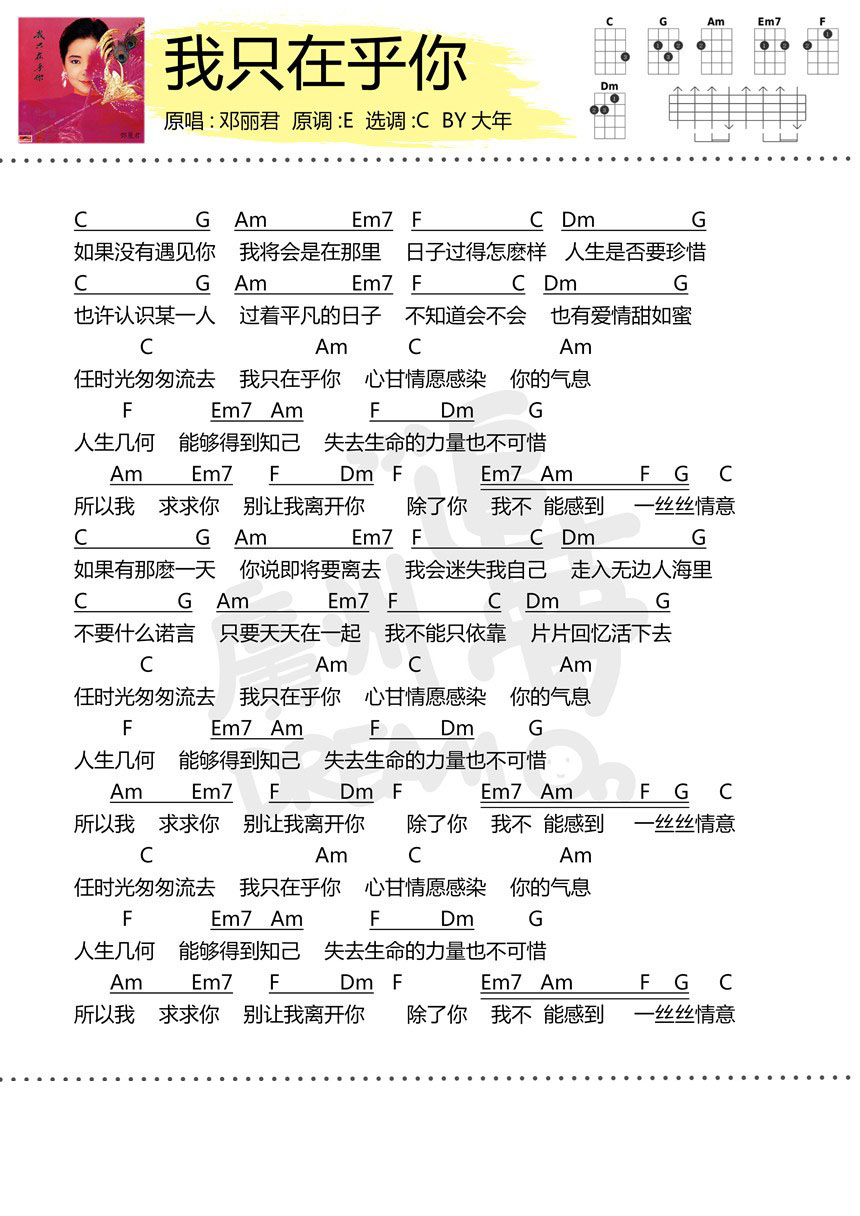 我只在乎你
原唱:邓丽君 原调:E 选调:C BY大年
我只在乎你
C G Am Em7 F
Dm
C G Am Em7 F C Dm G
如果没有遇见你 我将会是在那里 日子过得怎麽样 人生是否要珍惜
C G Am Em7 F C Dm G
也许认识某一人 过着平凡的日子 不知道会不会 也有爱情甜如蜜
C Am C Am
任时光匆匆流去 我只在乎你 心甘情愿感染 你的气息
F Em7 Am F Dm G
人生几何 能够得到知己 失去生命的力量也不可惜
Am Em7 F Dm F Em7 Am F G C
所以我 求求你 别让我离开你 除了你 我不 能感到 一丝丝情意
C G Am Em7 F C Dm G
如果有那麽一天 你说即将要离去 我会迷失我自己 走入无边人海里
C G Am Em7 F C Dm G
不要什么诺言 只要天天在一起 我不能只依靠 片片回忆活下去
C Am C Am
任时光匆匆流去 我只在乎你 心甘情愿感染 你的气息
F Em7 Am F Dm G
人生几何 能够得到知己 失去生命的力量也不可惜
Am Em7 F Dm F Em7 Am F G C
所以我 求求你 别让我离开你 除了你 我不 能感到 一丝丝情意
C Am C Am
任时光匆匆流去 我只在乎你 心甘情愿感染 你的气息
F Em7 Am F Dm G
人生几何 能够得到知己 失去生命的力量也不可惜
Am Em7 F Dm F Em7 Am F G C
所以我 求求你 别让我离开你 除了你 我不 能感到 一丝丝情意
DREAM On